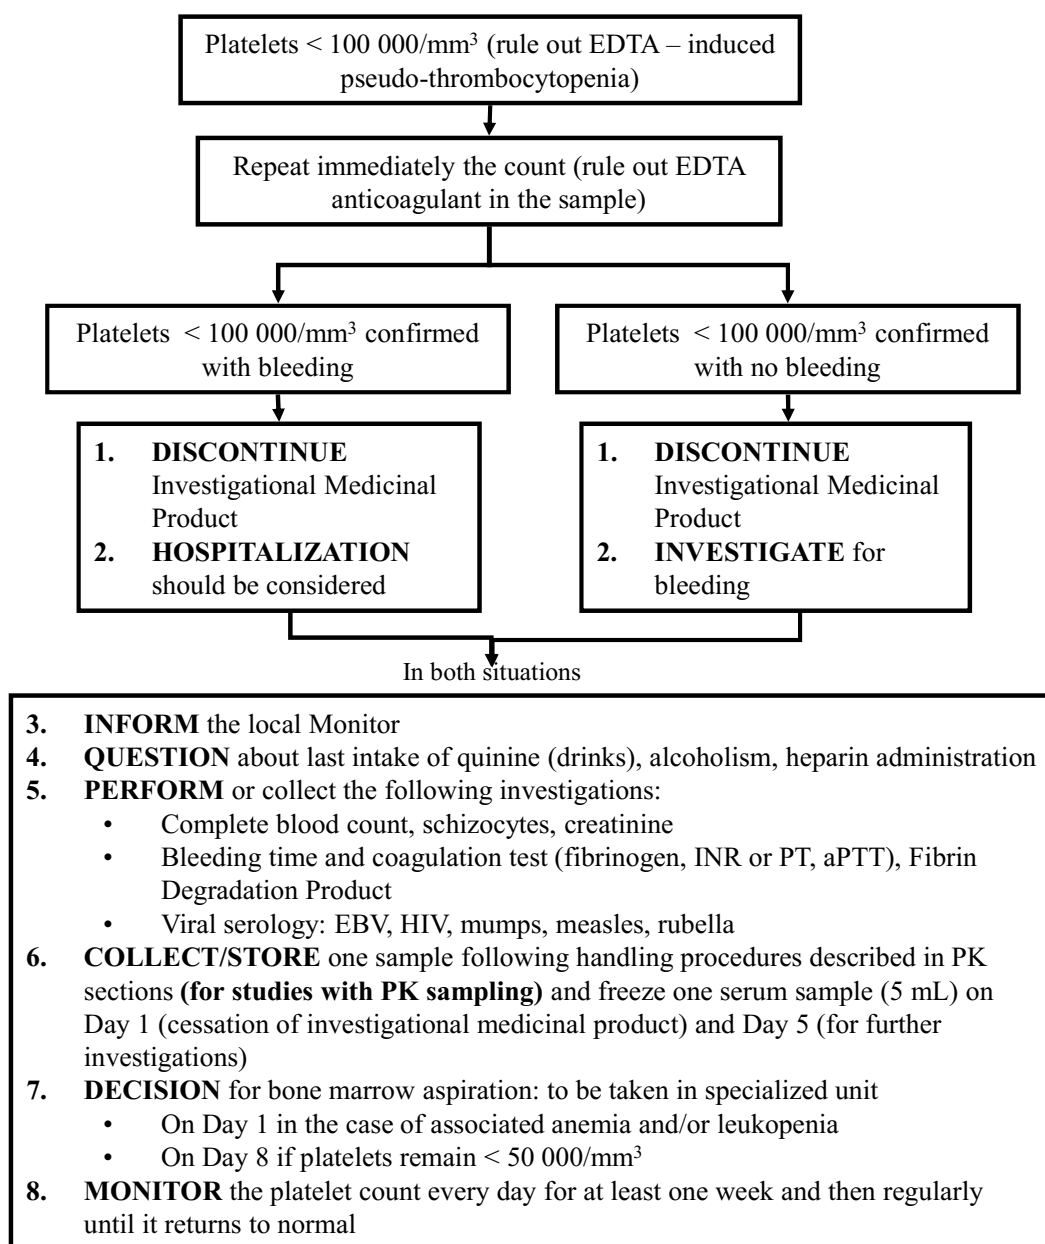 Platelets < 100 000/mm³ (rule out EDTA – induced
pseudo-thrombocytopenia)
Repeat immediately the count (rule out EDTA
anticoagulant in the sample)
Platelets < 100 000/mm³ confirmed
with bleeding
Platelets < 100 000/mm³ confirmed
with no bleeding
1. DISCONTINUE
Investigational Medicinal
Product
2. HOSPITALIZATION
should be considered
1. DISCONTINUE
Investigational Medicinal
Product
2. INVESTIGATE for
bleeding
In both situations
3. INFORM the local Monitor
4. QUESTION about last intake of quinine (drinks), alcoholism, heparin administration
5. PERFORM or collect the following investigations:
• Complete blood count, schizocytes, creatinine
• Bleeding time and coagulation test (fibrinogen, INR or PT, aPTT), Fibrin
Degradation Product
• Viral serology: EBV, HIV, mumps, measles, rubella
6. COLLECT/STORE one sample following handling procedures described in PK
sections (for studies with PK sampling) and freeze one serum sample (5 mL) on
Day 1 (cessation of investigational medicinal product) and Day 5 (for further
investigations)
7. DECISION for bone marrow aspiration: to be taken in specialized unit
• On Day 1 in the case of associated anemia and/or leukopenia
• On Day 8 if platelets remain < 50 000/mm³
8. MONITOR the platelet count every day for at least one week and then regularly
until it returns to normal